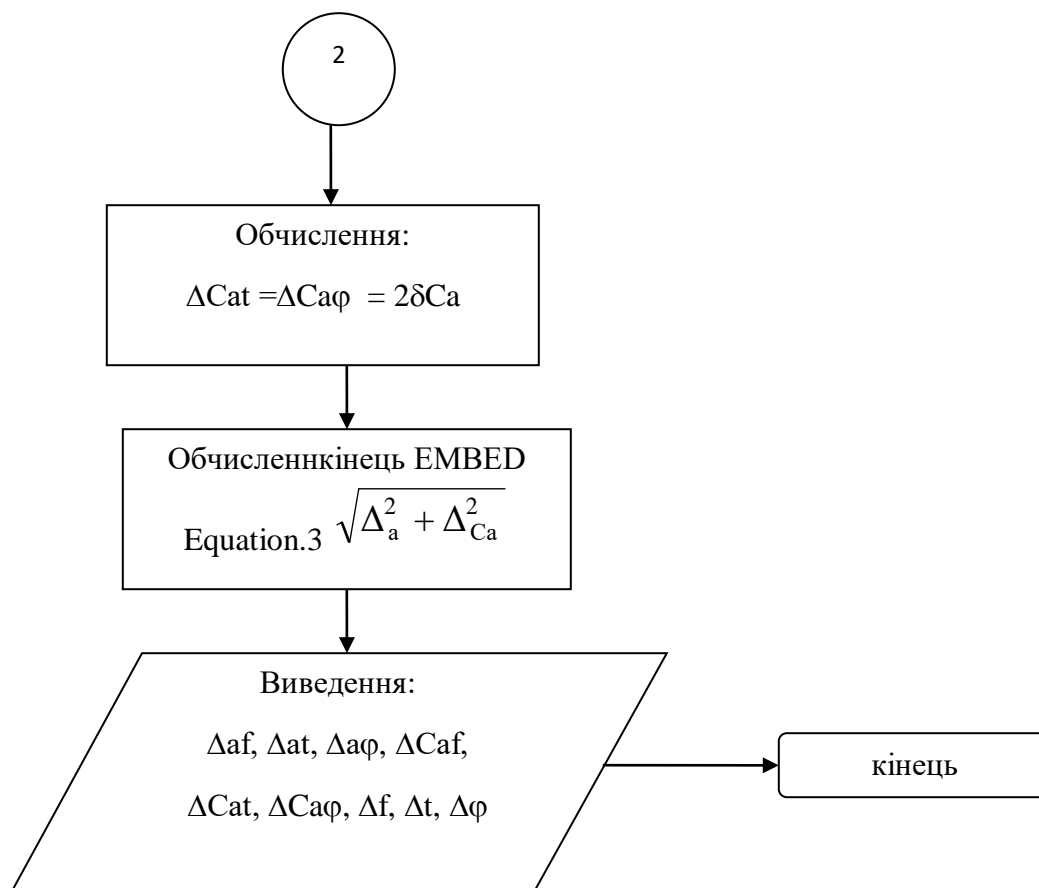 2
Обчислення:
ΔCat =ΔCaφ = 2δCa
Обчисленнкінець EMBED
Equation.3 √(Δ²ₐ + Δ²Ca)
Виведення:
Δaf, Δat, Δaφ, ΔCaf,
ΔCat, ΔCaφ, Δf, Δt, Δφ
кінець